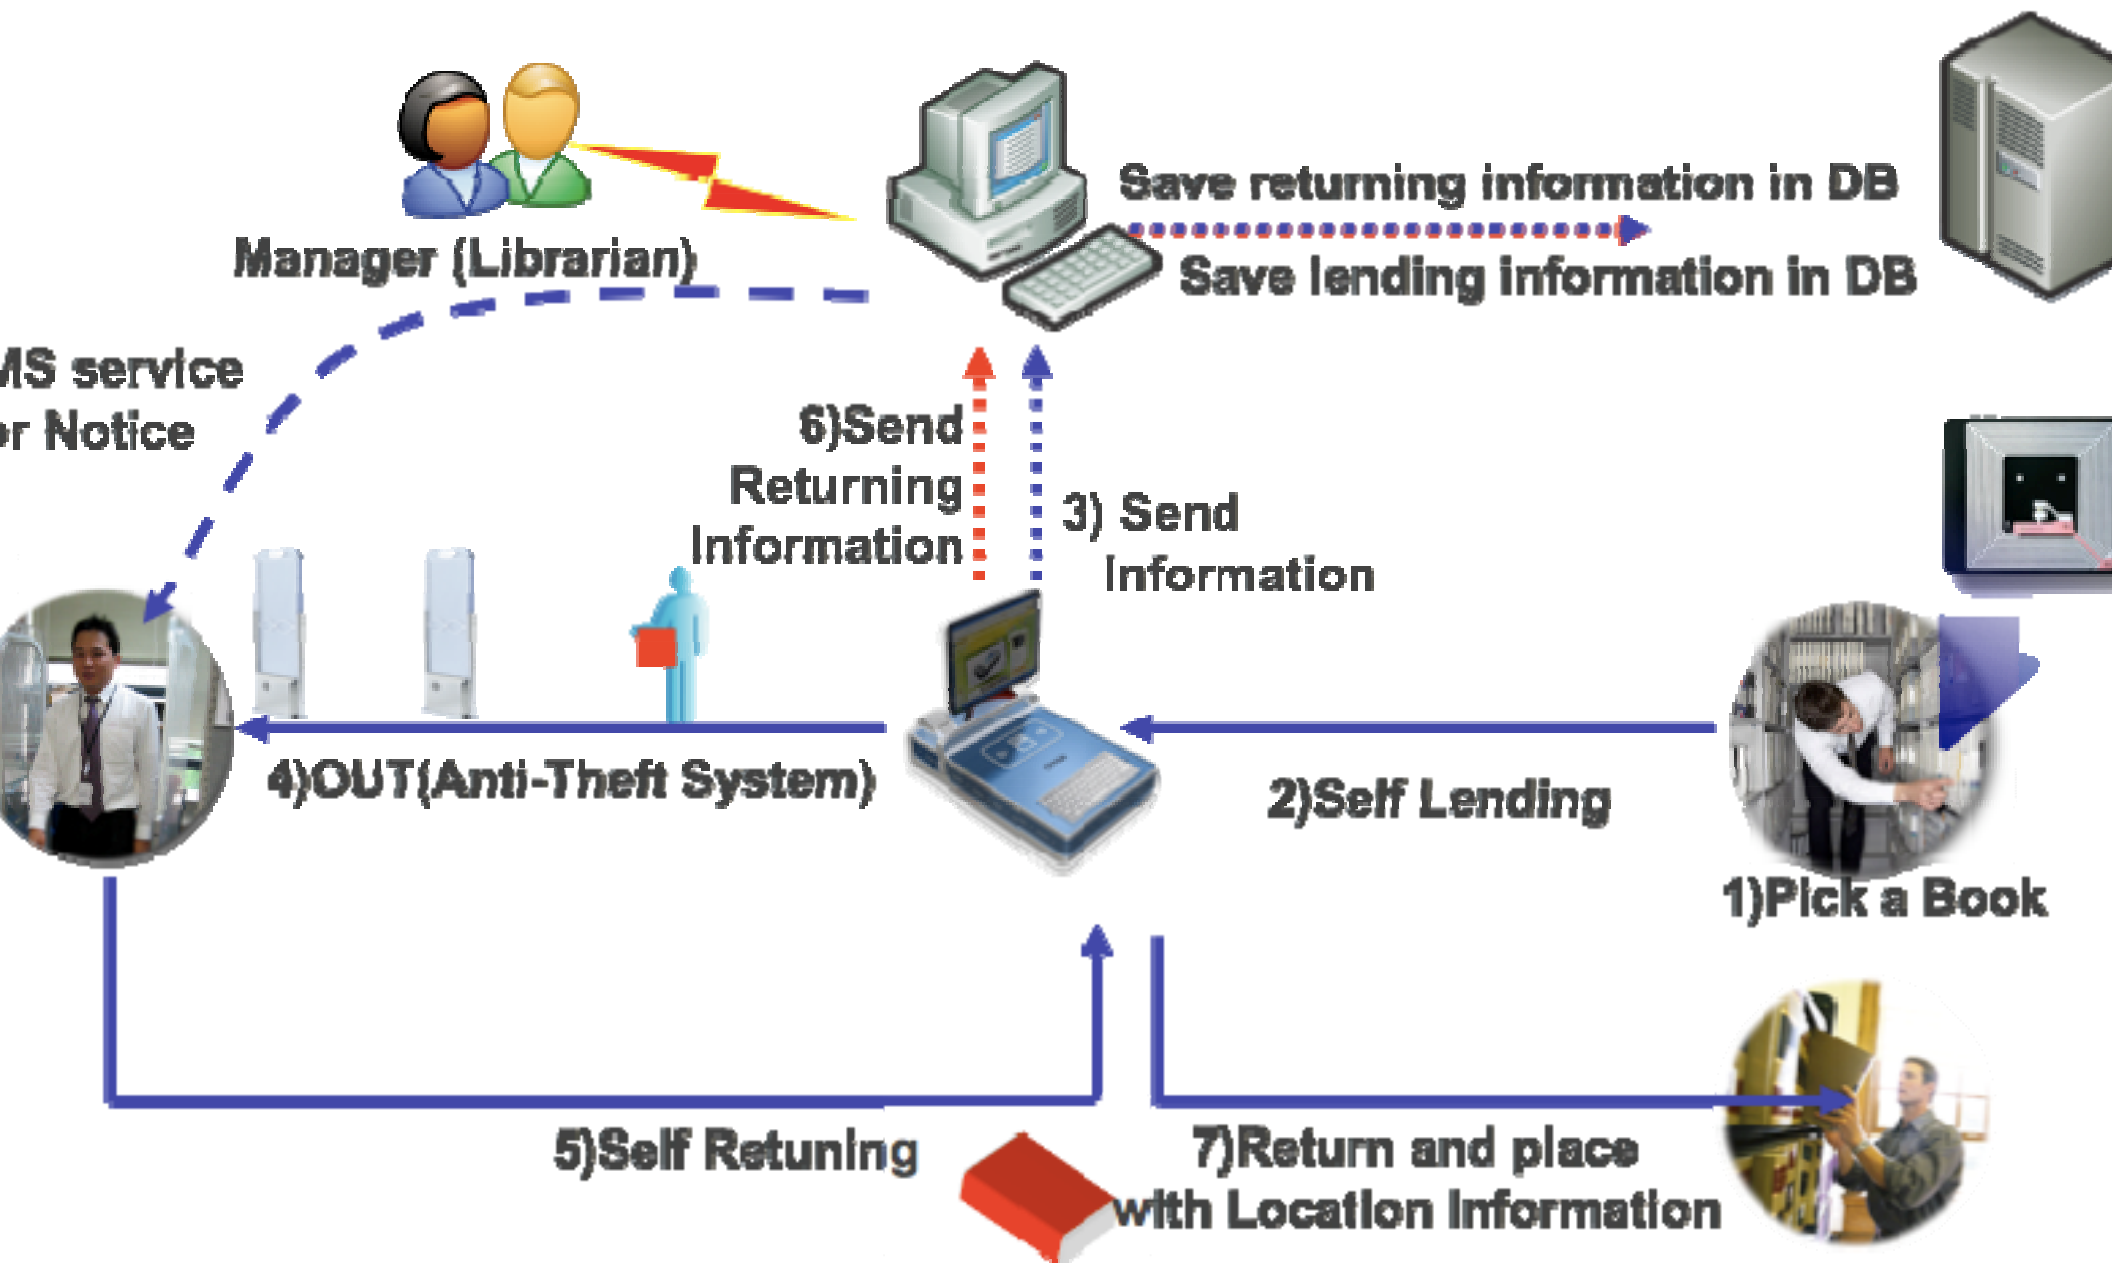 Save returning information in DB
Manager (Librarian)
Save lending information in DB
MS service
or Notice
6)Send
Returning
Information
3) Send
Information
4)OUT(Anti-Theft System)
2)Self Lending
1)Pick a Book
5)Self Retuning
7)Return and place
with Location Information